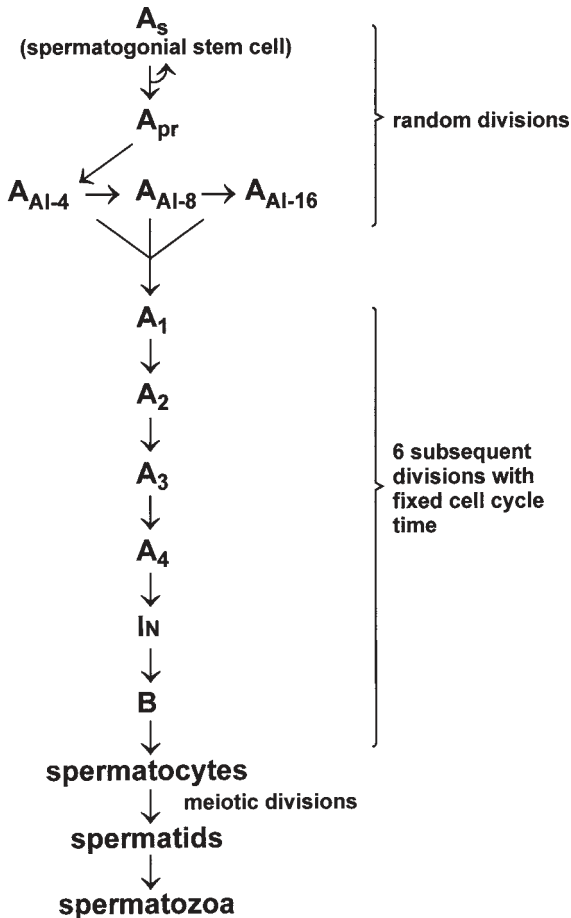 As
(spermatogonial stem cell)
Apr
random divisions
AAl-4 AAl-8 AAl-16
A1
A2
A3
A4
IN
B
6 subsequent
divisions with
fixed cell cycle
time
spermatocytes
meiotic divisions
spermatids
spermatozoa